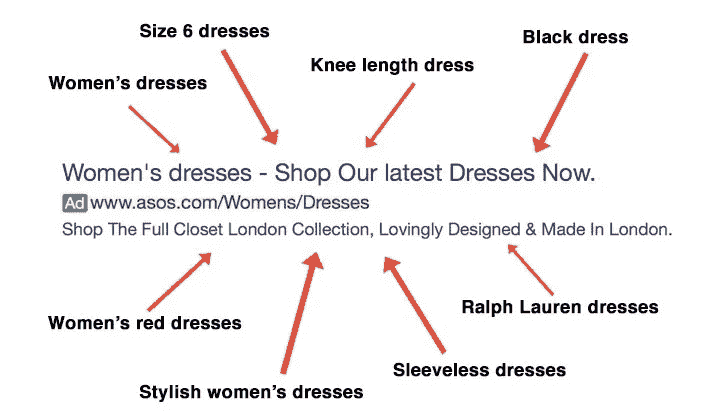 Size 6 dresses
Black dress
Knee length dress
Women’s dresses
Women's dresses - Shop Our latest Dresses Now.
Ad www.asos.com/Womens/Dresses
Shop The Full Closet London Collection, Lovingly Designed & Made In London.
Ralph Lauren dresses
Women’s red dresses
Sleeveless dresses
Stylish women’s dresses